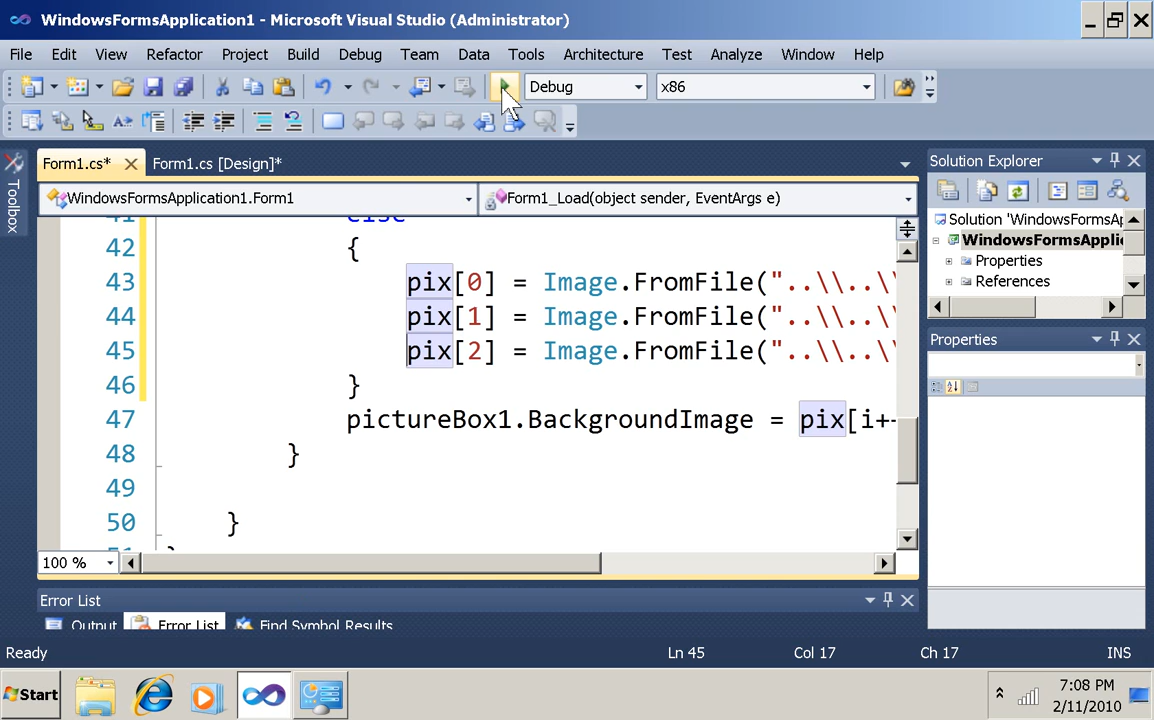 WindowsFormsApplication1 - Microsoft Visual Studio (Administrator)
File Edit View Refactor Project Build Debug Team Data Tools Architecture Test Analyze Window Help
Debug x86
Form1.cs* Form1.cs [Design]*
WindowsFormsApplication1.Form1 Form1_Load(object sender, EventArgs e)
else
42 {
43 pix[0] = Image.FromFile("..\\..\\
44 pix[1] = Image.FromFile("..\\..\\
45 pix[2] = Image.FromFile("..\\..\\
46 }
47 pictureBox1.BackgroundImage = pix[i+
48 }
49
50 }
100 %
Toolbox
Solution Explorer
Solution 'WindowsFormsAp
WindowsFormsApplic
Properties
References
Properties
Error List
Output Error List Find Symbol Results
Ready Ln 45 Col 17 Ch 17 INS
Start 7:08 PM
2/11/2010